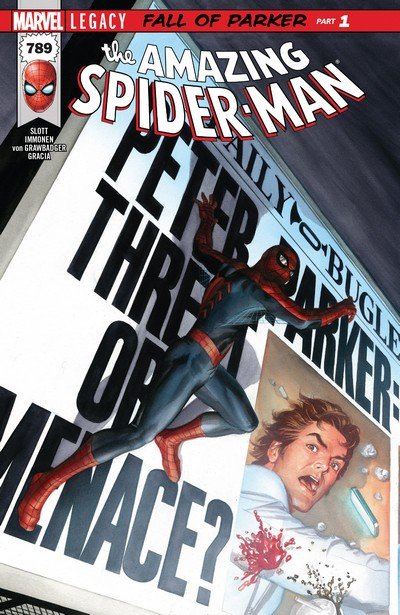 MARVEL LEGACY FALL OF PARKER PART 1
789
the AMAZING
SPIDER-MAN®
SLOTT
IMMONEN
von GRAWBADGER
GRACIA
DAILY BUGLE
PETER PARKER:
THREAT
OR
MENACE?